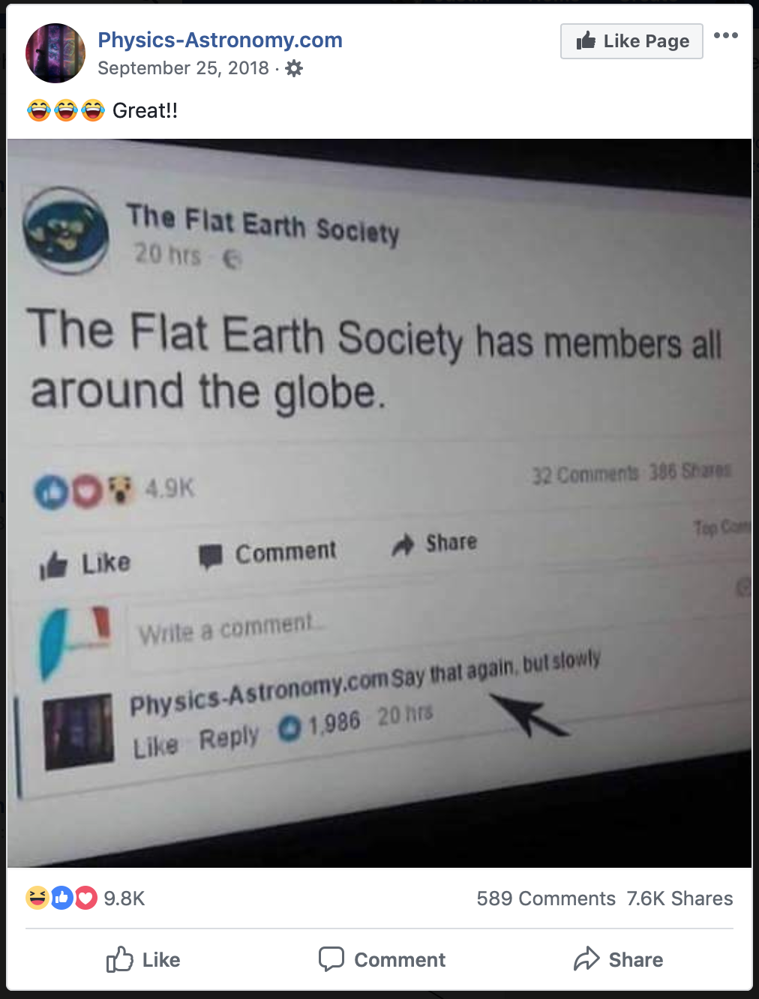 Physics-Astronomy.com
September 25, 2018 ·
Like Page
😂😂😂 Great!!
The Flat Earth Society
20 hrs
The Flat Earth Society has members all
around the globe.
4.9K
32 Comments 386 Shares
Like Comment Share
Top
Write a comment...
Physics-Astronomy.com Say that again, but slowly
Like Reply 1,986 20 hrs
9.8K
589 Comments 7.6K Shares
Like Comment Share